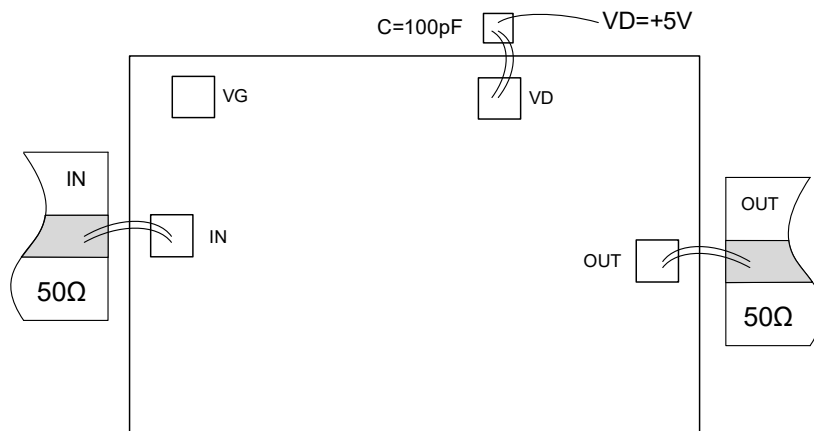 C=100pF
VD=+5V
VG
VD
IN
OUT
IN
OUT
50Ω
50Ω